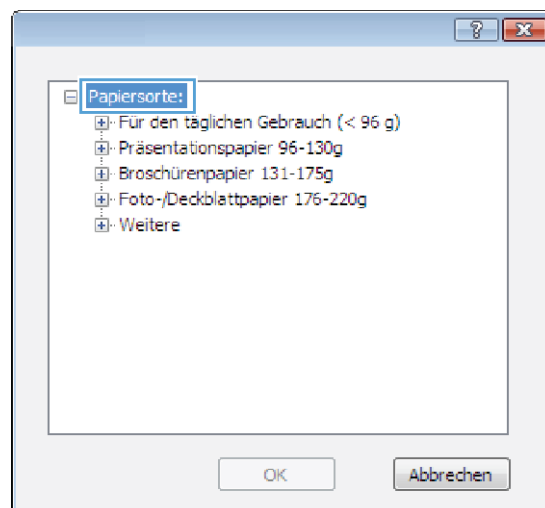 Papiersorte:
Für den täglichen Gebrauch (< 96 g)
Präsentationspapier 96-130g
Broschürenpapier 131-175g
Foto-/Deckblattpapier 176-220g
Weitere
OK
Abbrechen